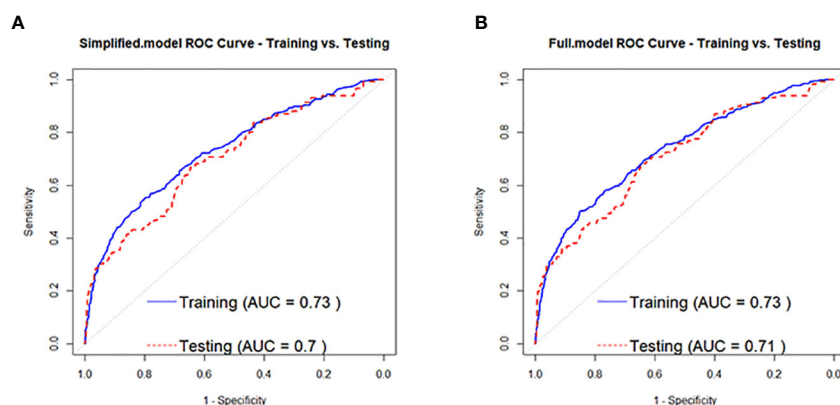 A
Simplified.model ROC Curve - Training vs. Testing
1.0
0.8
0.6
0.4
0.2
0.0
Sensitivity
Training (AUC = 0.73 )
Testing (AUC = 0.7 )
1.0 0.8 0.6 0.4 0.2 0.0
1 - Specificity
B
Full.model ROC Curve - Training vs. Testing
1.0
0.8
0.6
0.4
0.2
0.0
Sensitivity
Training (AUC = 0.73 )
Testing (AUC = 0.71 )
1.0 0.8 0.6 0.4 0.2 0.0
1 - Specificity